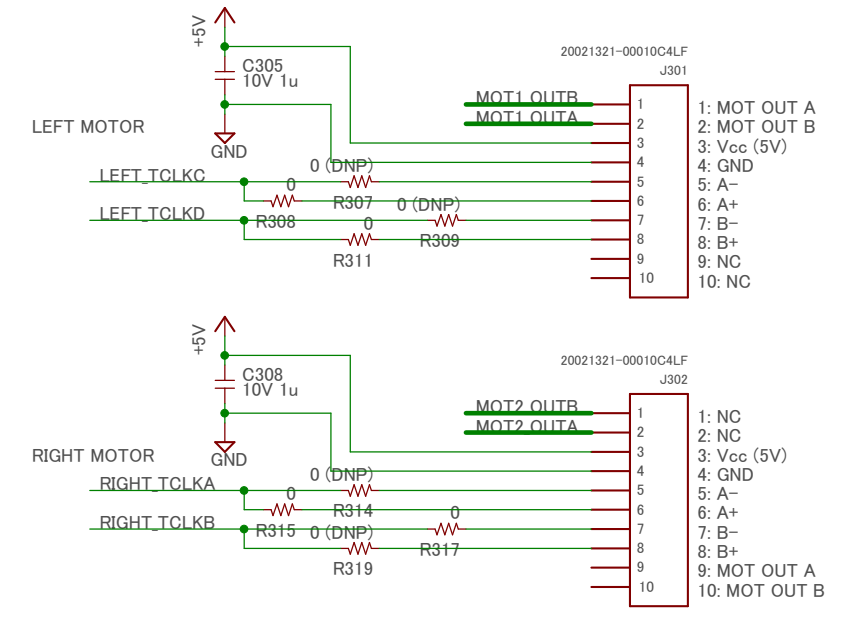 +5V
C305
10V 1u
GND
LEFT MOTOR
20021321-00010C4LF
J301
MOT1_OUTB
MOT1_OUTA
1
2
3
4
5
6
7
8
9
10
1: MOT OUT A
2: MOT OUT B
3: Vcc (5V)
4: GND
5: A-
6: A+
7: B-
8: B+
9: NC
10: NC
LEFT_TCLKC
0 (DNP)
R307
0
R308
LEFT_TCLKD
0 (DNP)
R309
0
R311
+5V
C308
10V 1u
GND
RIGHT MOTOR
20021321-00010C4LF
J302
MOT2_OUTB
MOT2_OUTA
1
2
3
4
5
6
7
8
9
10
1: NC
2: NC
3: Vcc (5V)
4: GND
5: A-
6: A+
7: B-
8: B+
9: MOT OUT A
10: MOT OUT B
RIGHT_TCLKA
0 (DNP)
R314
0
R315
RIGHT_TCLKB
0
R317
0 (DNP)
R319